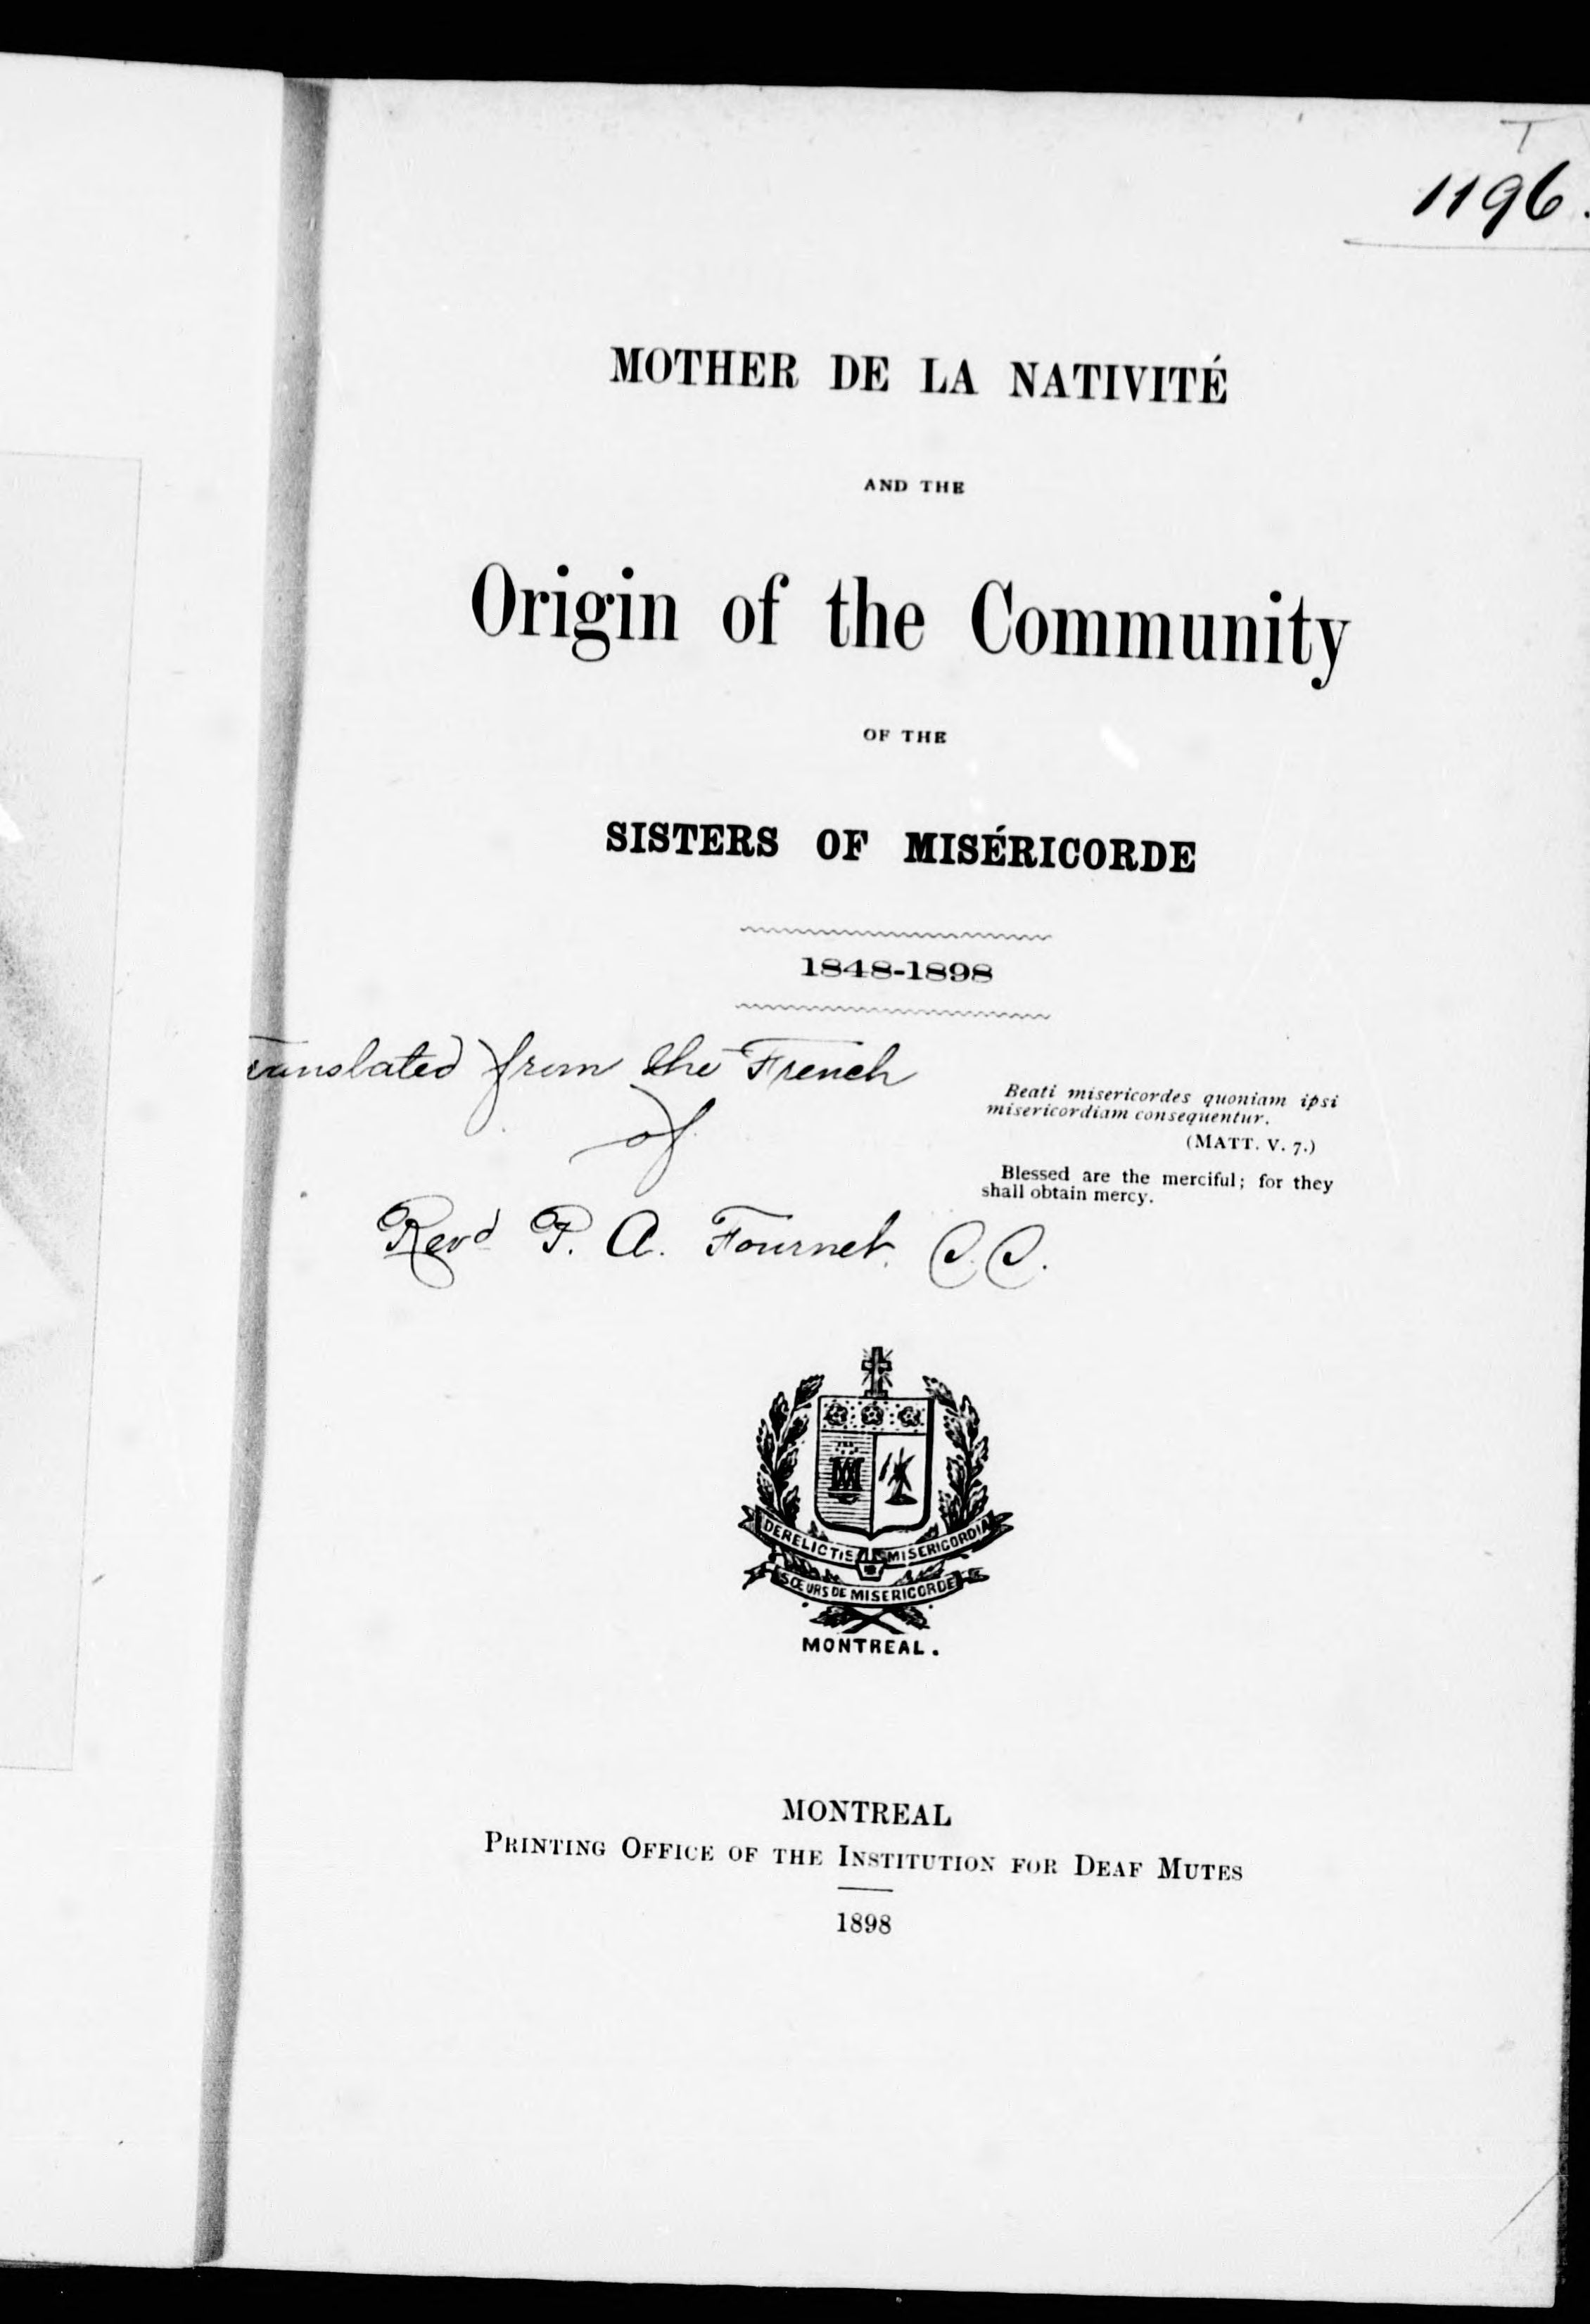 T
1196.
MOTHER DE LA NATIVITÉ
AND THE
Origin of the Community
OF THE
SISTERS OF MISÉRICORDE
1848-1898
Translated from the French
of
Revd P. A. Fournet.
Beati misericordes quoniam ipsi
misericordiam consequentur.
(MATT. V. 7.)
Blessed are the merciful; for they
shall obtain mercy.
DERELICTIS MISERICORDIA
SŒURS DE MISERICORDE
MONTREAL.
MONTREAL
PRINTING OFFICE OF THE INSTITUTION FOR DEAF MUTES
1898